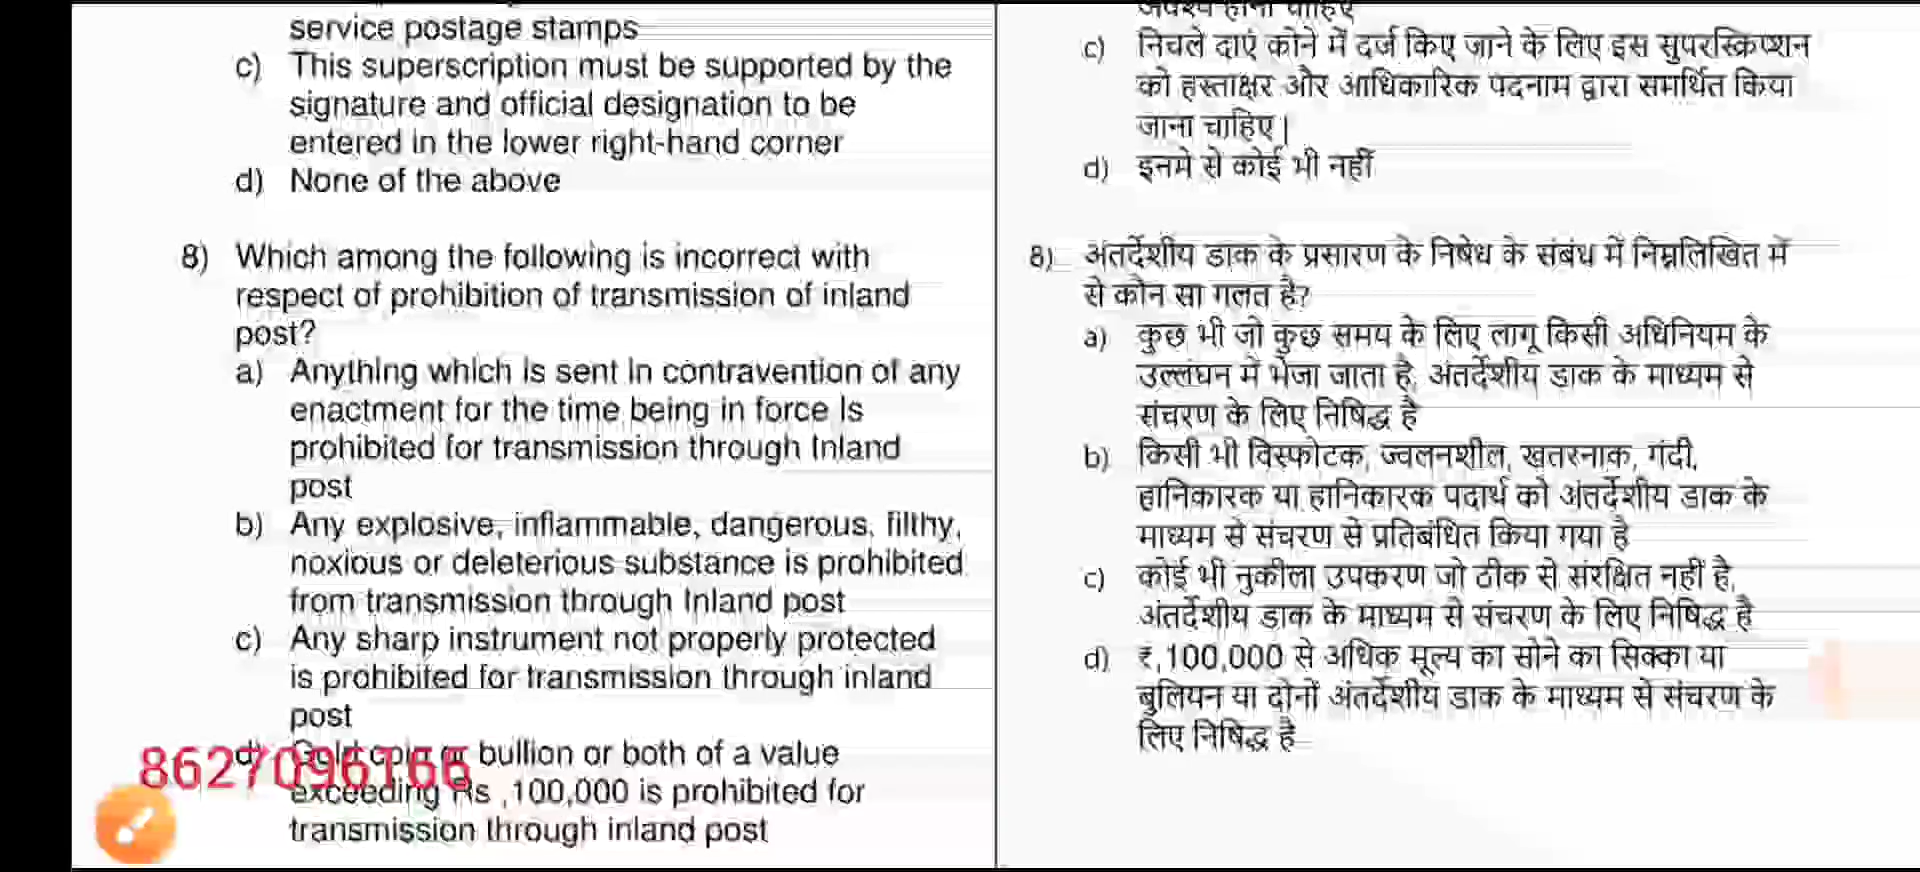 service postage stamps
c) This superscription must be supported by the
signature and official designation to be
entered in the lower right-hand corner
d) None of the above
8) Which among the following is incorrect with
respect of prohibition of transmission of inland
post?
a) Anything which is sent in contravention of any
enactment for the time being in force Is
prohibited for transmission through Inland
post
b) Any explosive, inflammable, dangerous, filthy,
noxious or deleterious substance is prohibited
from transmission through Inland post
c) Any sharp instrument not properly protected
is prohibited for transmission through inland
post
d) Gold coin or bullion or both of a value
exceeding Rs ,100,000 is prohibited for
transmission through inland post
8627096166
अवश्य होना चाहिए
c) निचले दाएं कोने में दर्ज किए जाने के लिए इस सुपरस्क्रिप्शन
को हस्ताक्षर और आधिकारिक पदनाम द्वारा समर्थित किया
जाना चाहिए |
d) इनमे से कोई भी नहीं
8) अंतर्देशीय डाक के प्रसारण के निषेध के संबंध में निम्नलिखित में
से कौन सा गलत है?
a) कुछ भी जो कुछ समय के लिए लागू किसी अधिनियम के
उल्लंघन में भेजा जाता है, अंतर्देशीय डाक के माध्यम से
संचरण के लिए निषिद्ध है
b) किसी भी विस्फोटक, ज्वलनशील, खतरनाक, गंदी,
हानिकारक या हानिकारक पदार्थ को अंतर्देशीय डाक के
माध्यम से संचरण से प्रतिबंधित किया गया है
c) कोई भी नुकीला उपकरण जो ठीक से संरक्षित नहीं है,
अंतर्देशीय डाक के माध्यम से संचरण के लिए निषिद्ध है
d) ₹,100,000 से अधिक मूल्य का सोने का सिक्का या
बुलियन या दोनों अंतर्देशीय डाक के माध्यम से संचरण के
लिए निषिद्ध है